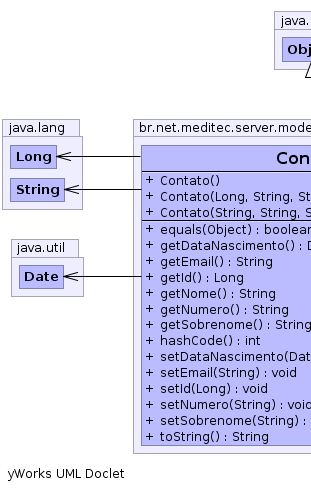 java.
Obj
java.lang
Long
String
br.net.meditec.server.mode
Con
+ Contato()
+ Contato(Long, String, St
+ Contato(String, String, S
+ equals(Object) : boolean
+ getDataNascimento() : D
+ getEmail() : String
+ getId() : Long
+ getNome() : String
+ getNumero() : String
+ getSobrenome() : String
+ hashCode() : int
+ setDataNascimento(Dat
+ setEmail(String) : void
+ setId(Long) : void
+ setNumero(String) : void
+ setSobrenome(String) :
+ toString() : String
java.util
Date
yWorks UML Doclet